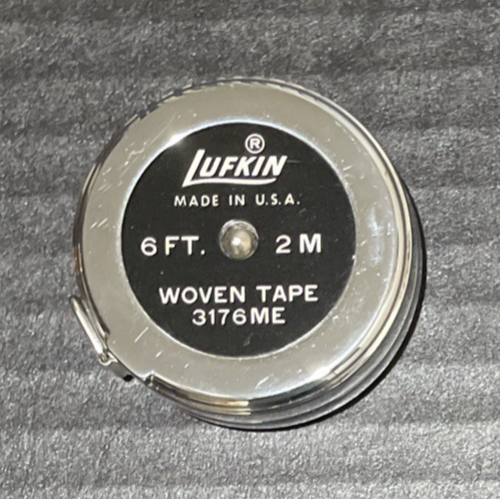 ®
LUFKIN
MADE IN U.S.A.
6 FT. 2 M
WOVEN TAPE
3176ME